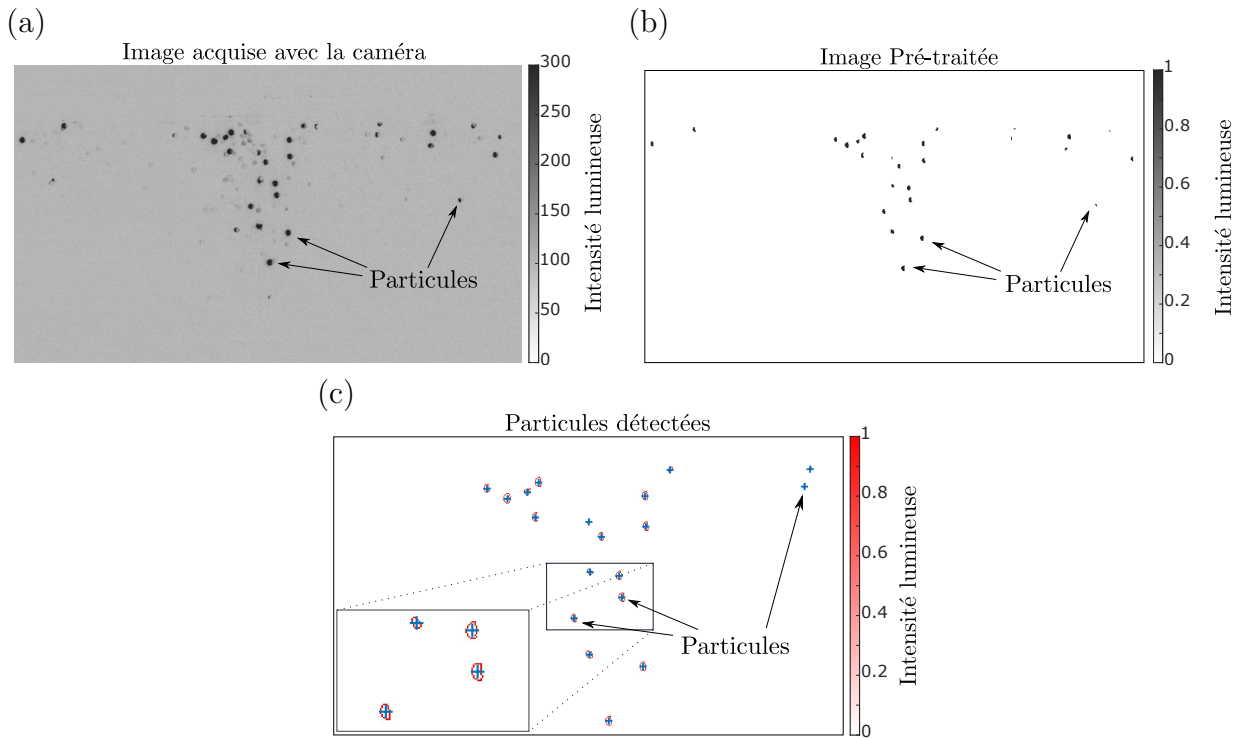 (a)
Image acquise avec la caméra
300
250
200
150
100
50
0
Intensité lumineuse
Particules
(b)
Image Pré-traitée
1
0.8
0.6
0.4
0.2
0
Intensité lumineuse
Particules
(c)
Particules détectées
1
0.8
0.6
0.4
0.2
0
Intensité lumineuse
Particules